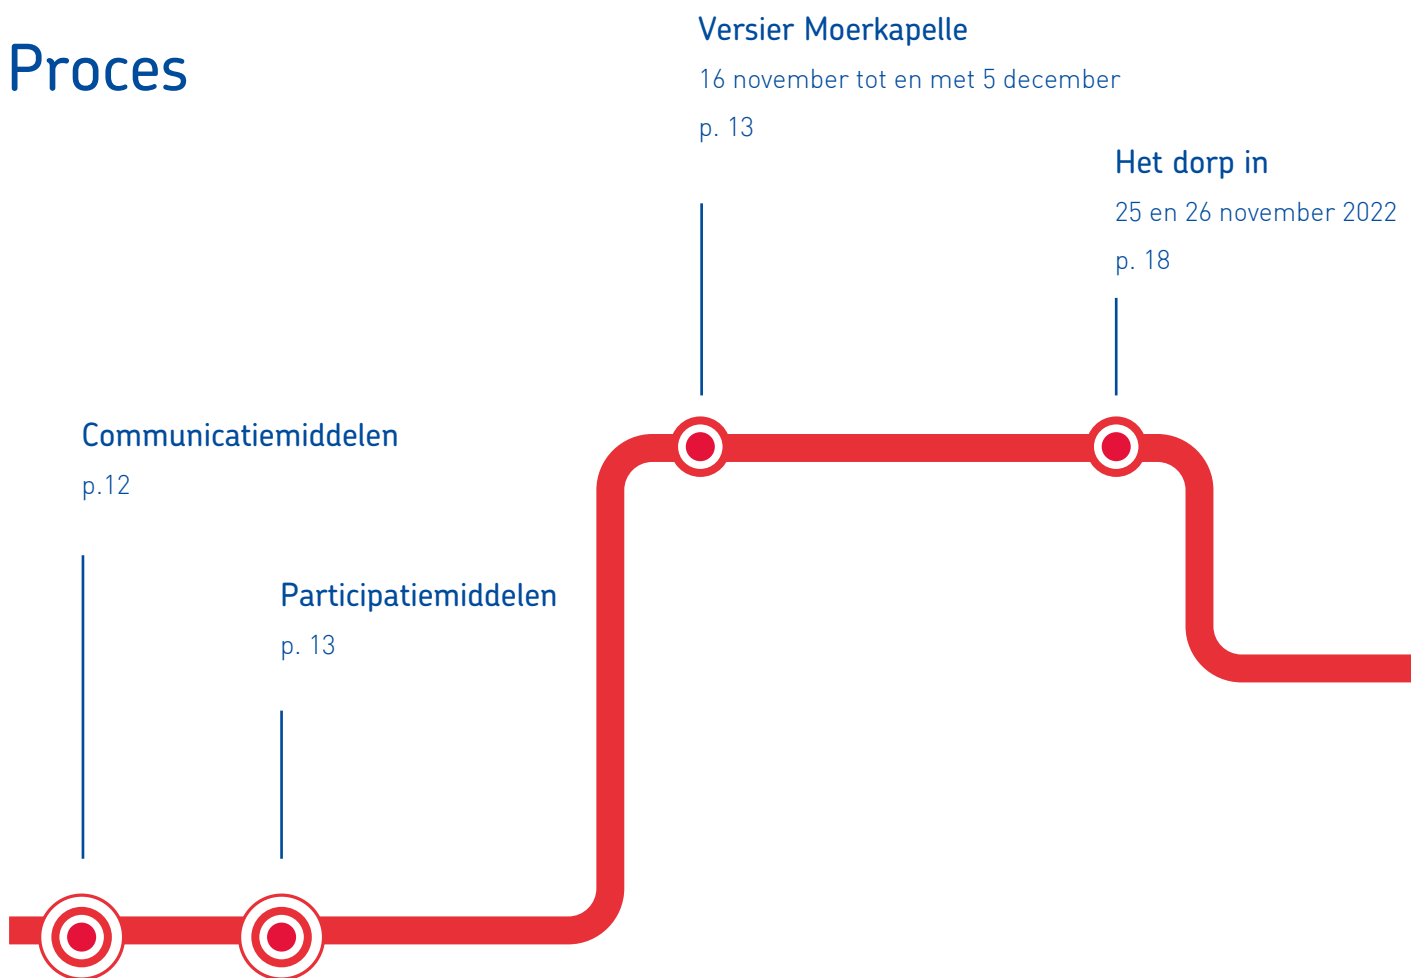 Proces
Versier Moerkapelle
16 november tot en met 5 december
p. 13
Het dorp in
25 en 26 november 2022
p. 18
Communicatiemiddelen
p.12
Participatiemiddelen
p. 13